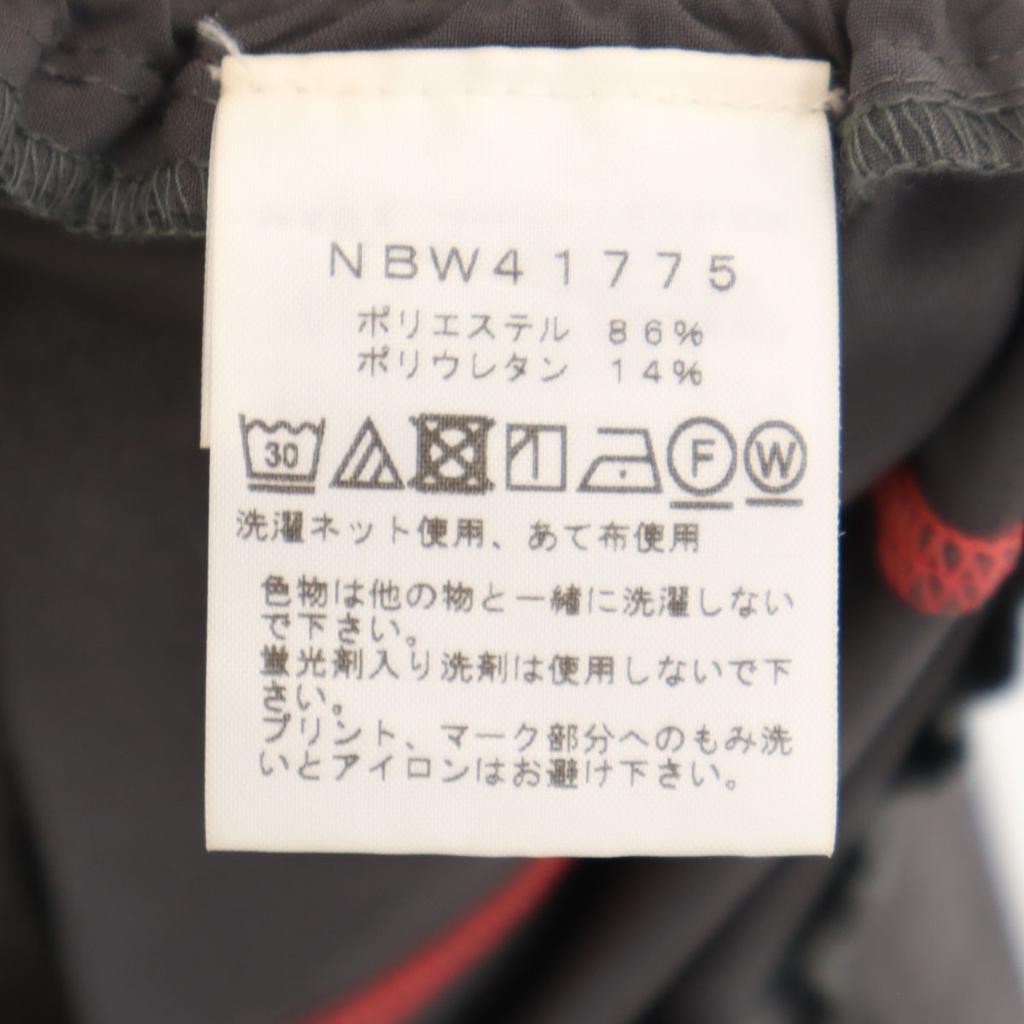 NBW41775
ポリエステル 86%
ポリウレタン 14%
30 F W
洗濯ネット使用、あて布使用
色物は他の物と一緒に洗濯しない
で下さい。
蛍光剤入り洗剤は使用しないで下
さい。
プリント、マーク部分へのもみ洗
いとアイロンはお避け下さい。